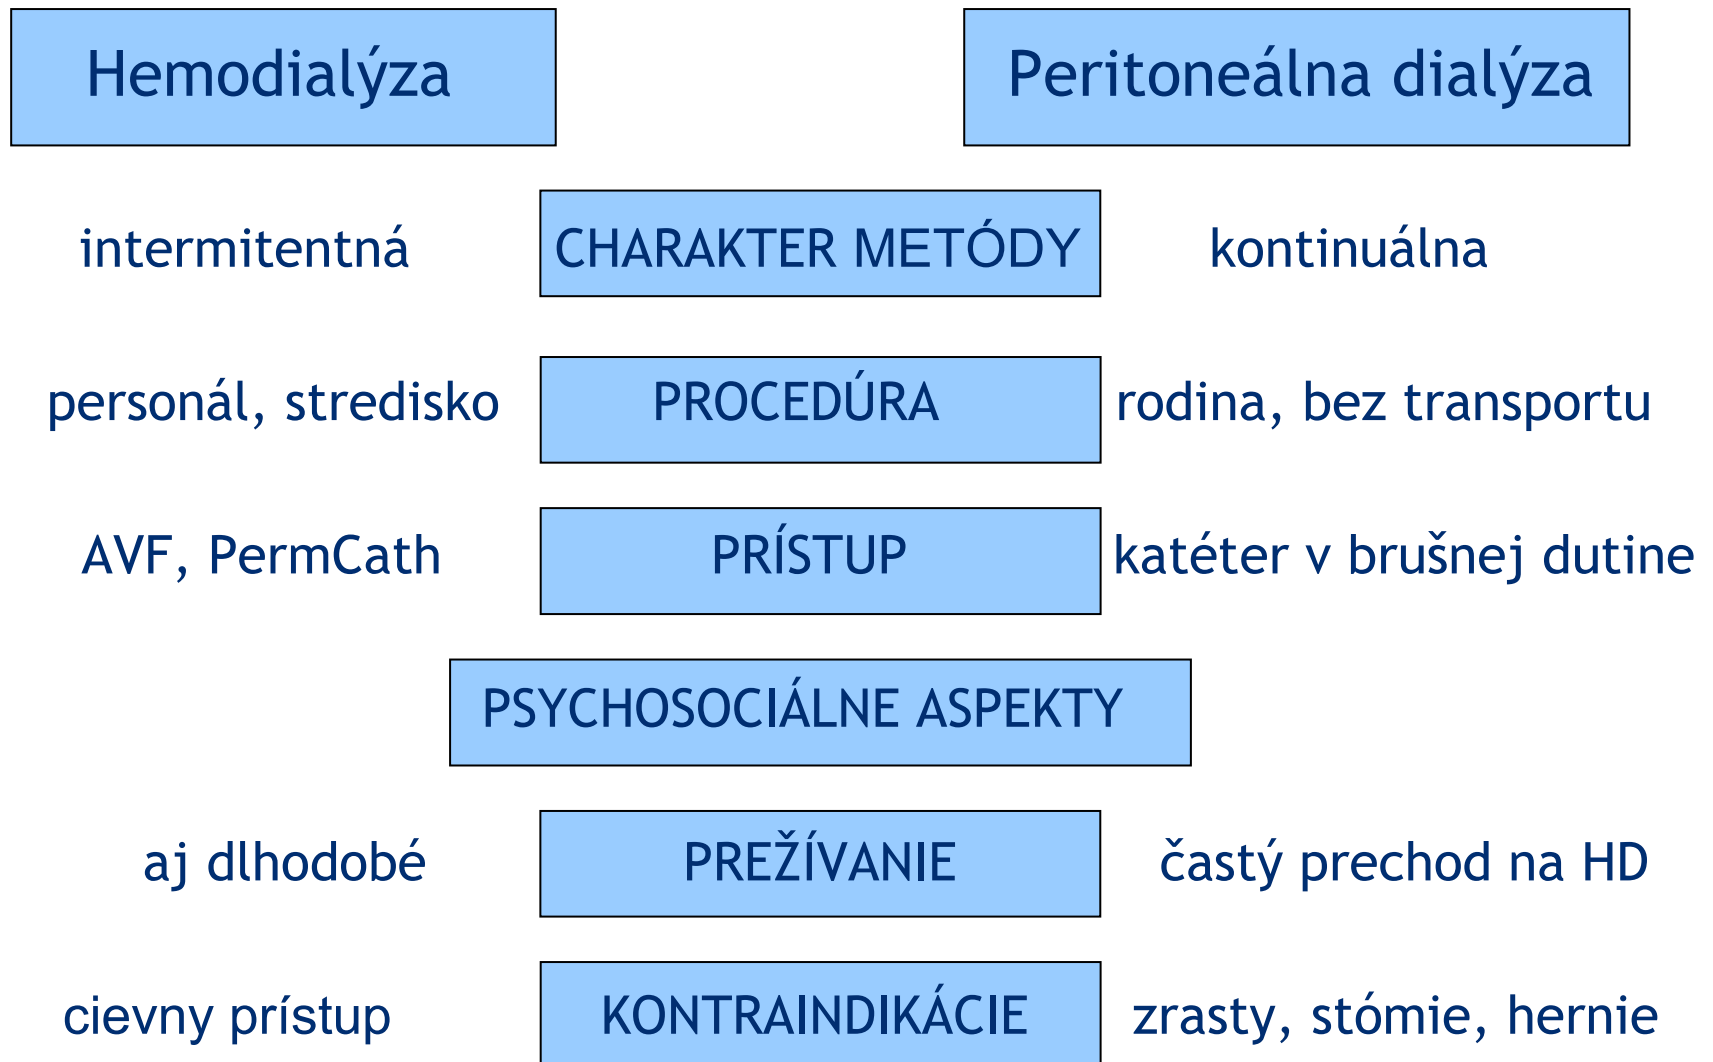 Hemodialýza Peritoneálna dialýza
intermitentná CHARAKTER METÓDY kontinuálna
personál, stredisko PROCEDÚRA rodina, bez transportu
AVF, PermCath PRÍSTUP katéter v brušnej dutine
PSYCHOSOCIÁLNE ASPEKTY
aj dlhodobé PREŽÍVANIE častý prechod na HD
cievny prístup KONTRAINDIKÁCIE zrasty, stómie, hernie